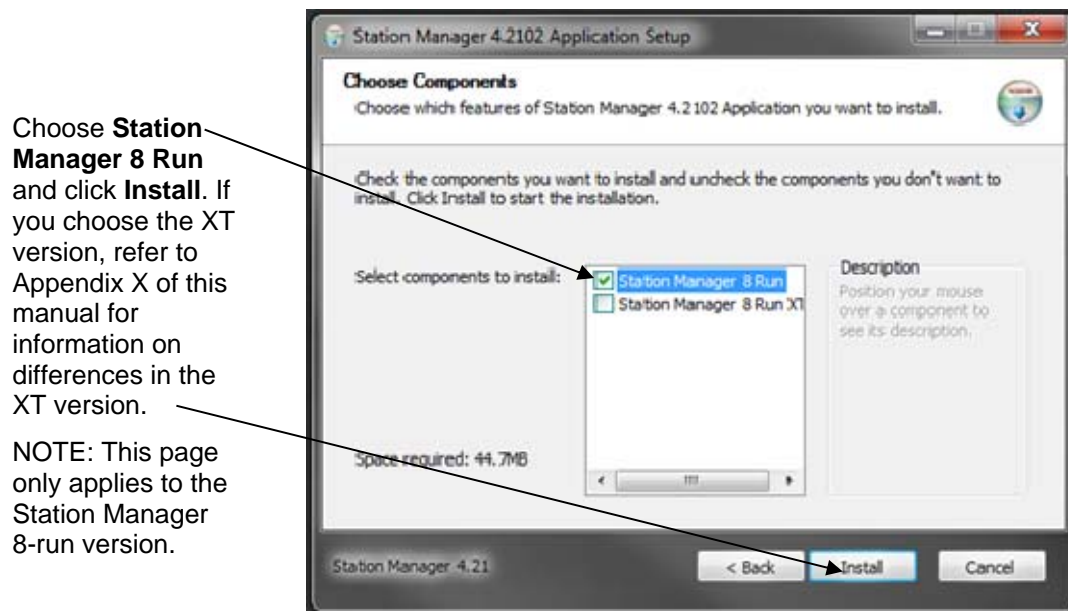 Choose Station
Manager 8 Run
and click Install. If
you choose the XT
version, refer to
Appendix X of this
manual for
information on
differences in the
XT version.
NOTE: This page
only applies to the
Station Manager
8-run version.
Station Manager 4.2102 Application Setup
Choose Components
Choose which features of Station Manager 4.2102 Application you want to install.
Check the components you want to install and uncheck the components you don't want to
install. Click Install to start the installation.
Select components to install:
Station Manager 8 Run
Station Manager 8 Run XT
Description
Position your mouse
over a component to
see its description.
Space required: 44.7MB
Station Manager 4.21
< Back
Install
Cancel